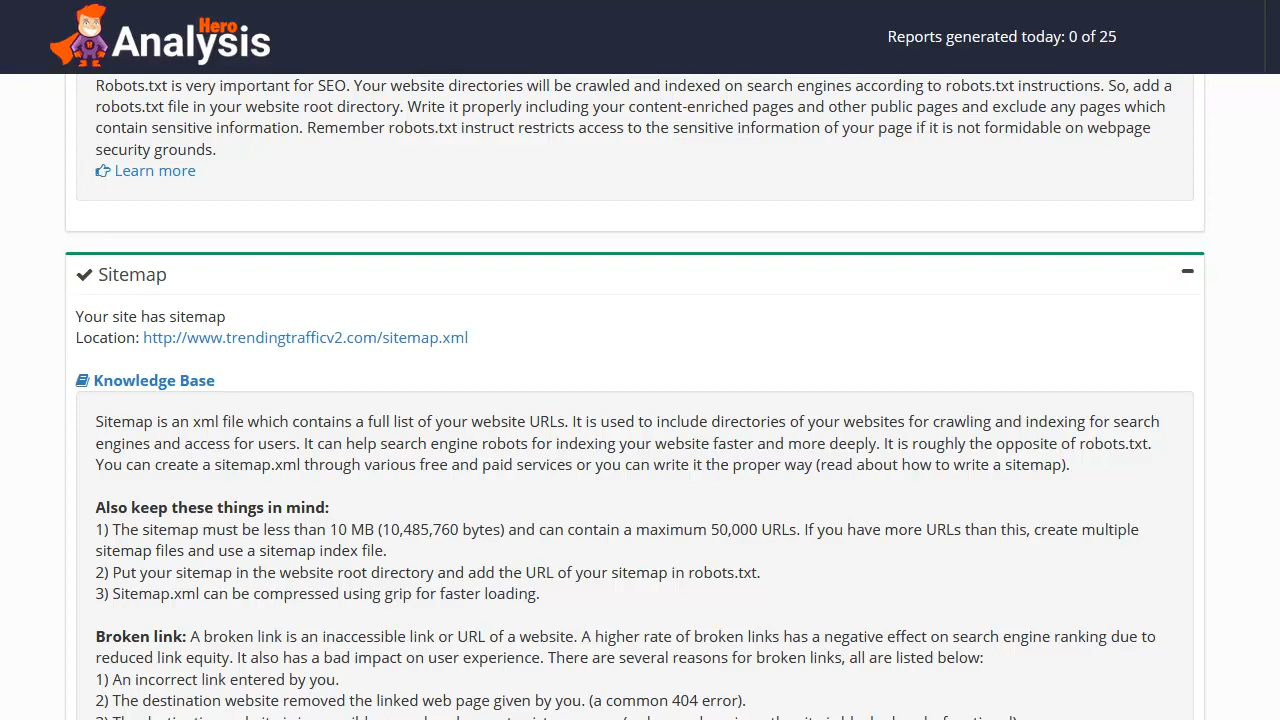 Hero
Analysis
Reports generated today: 0 of 25
Robots.txt is very important for SEO. Your website directories will be crawled and indexed on search engines according to robots.txt instructions. So, add a
robots.txt file in your website root directory. Write it properly including your content-enriched pages and other public pages and exclude any pages which
contain sensitive information. Remember robots.txt instruct restricts access to the sensitive information of your page if it is not formidable on webpage
security grounds.
Learn more
Sitemap
Your site has sitemap
Location: http://www.trendingtrafficv2.com/sitemap.xml
Knowledge Base
Sitemap is an xml file which contains a full list of your website URLs. It is used to include directories of your websites for crawling and indexing for search
engines and access for users. It can help search engine robots for indexing your website faster and more deeply. It is roughly the opposite of robots.txt.
You can create a sitemap.xml through various free and paid services or you can write it the proper way (read about how to write a sitemap).
Also keep these things in mind:
1) The sitemap must be less than 10 MB (10,485,760 bytes) and can contain a maximum 50,000 URLs. If you have more URLs than this, create multiple
sitemap files and use a sitemap index file.
2) Put your sitemap in the website root directory and add the URL of your sitemap in robots.txt.
3) Sitemap.xml can be compressed using grip for faster loading.
Broken link: A broken link is an inaccessible link or URL of a website. A higher rate of broken links has a negative effect on search engine ranking due to
reduced link equity. It also has a bad impact on user experience. There are several reasons for broken links, all are listed below:
1) An incorrect link entered by you.
2) The destination website removed the linked web page given by you. (a common 404 error).